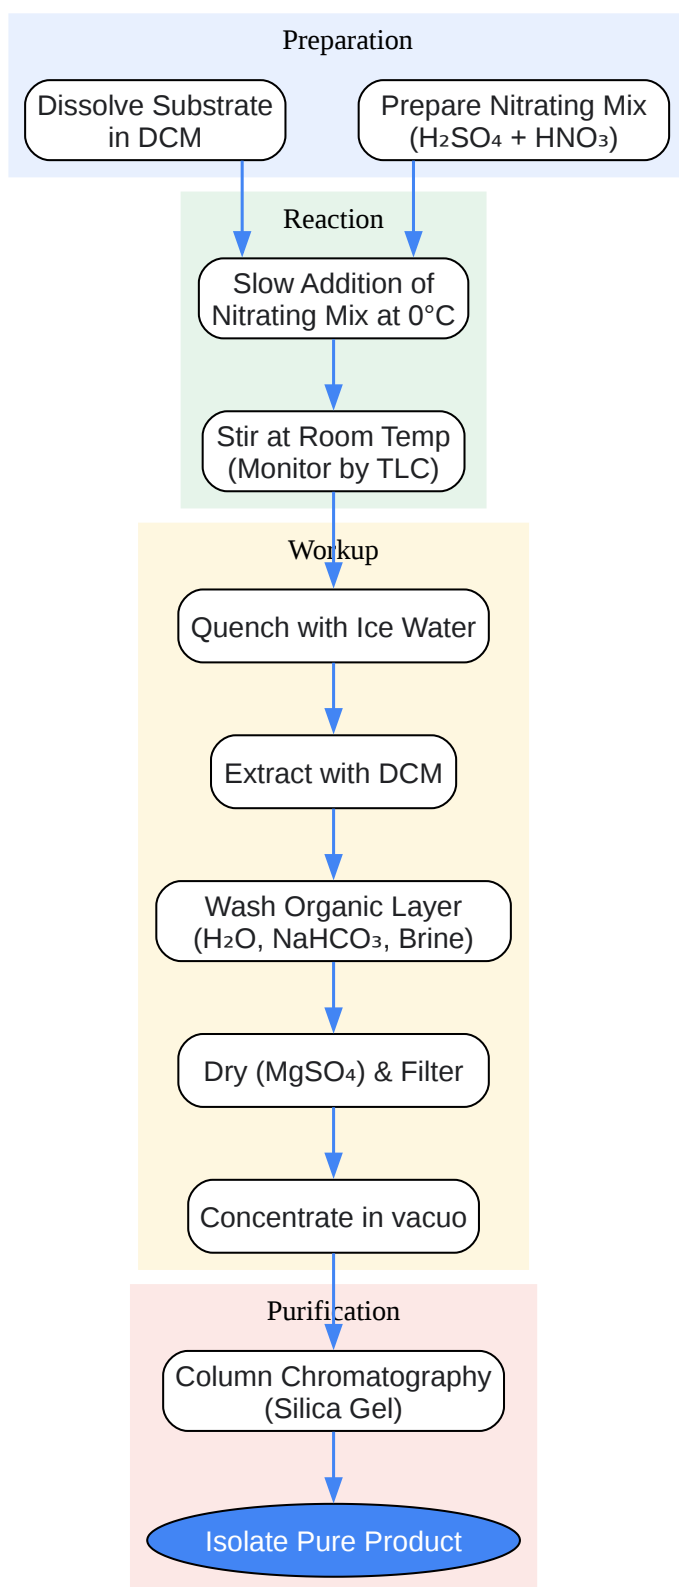 Preparation
Dissolve Substrate
in DCM
Prepare Nitrating Mix
(H₂SO₄ + HNO₃)
Reaction
Slow Addition of
Nitrating Mix at 0°C
Stir at Room Temp
(Monitor by TLC)
Workup
Quench with Ice Water
Extract with DCM
Wash Organic Layer
(H₂O, NaHCO₃, Brine)
Dry (MgSO₄) & Filter
Concentrate in vacuo
Purification
Column Chromatography
(Silica Gel)
Isolate Pure Product